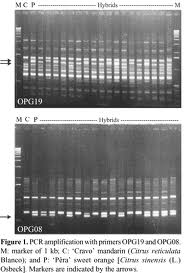 M C P ---------------- Hybrids ---------------- M
OPG19
M C P ---------------- Hybrids ----------------
OPG08
Figure 1. PCR amplification with primers OPG19 and OPG08.
M: marker of 1 kb; C: ‘Cravo’ mandarin (Citrus reticulata
Blanco); and P: ‘Pêra’ sweet orange [Citrus sinensis (L.)
Osbeck]. Markers are indicated by the arrows.